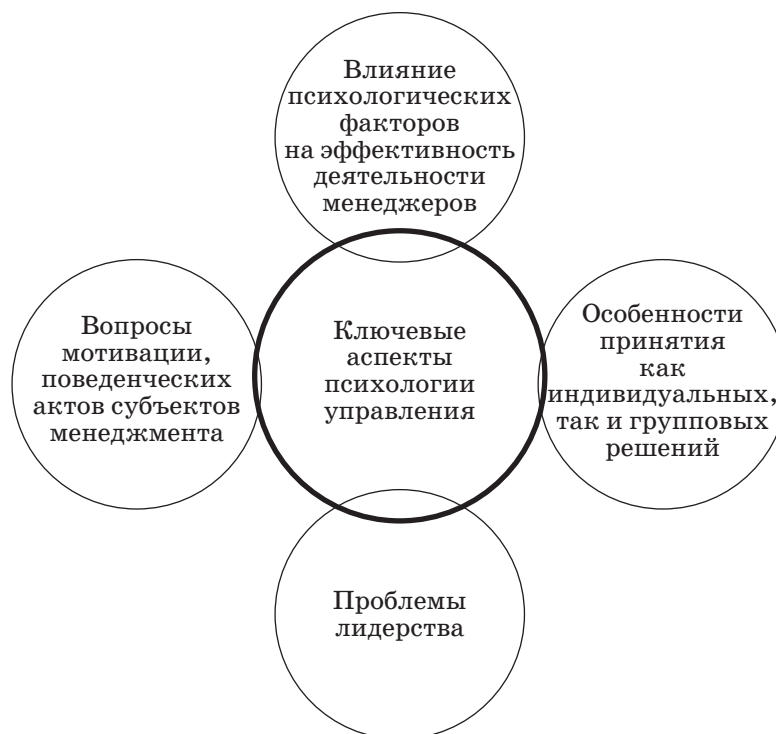 Влияние
психологических
факторов
на эффективность
деятельности
менеджеров
Вопросы
мотивации,
поведенческих
актов субъектов
менеджмента
Ключевые
аспекты
психологии
управления
Особенности
принятия
как
индивидуальных,
так и групповых
решений
Проблемы
лидерства